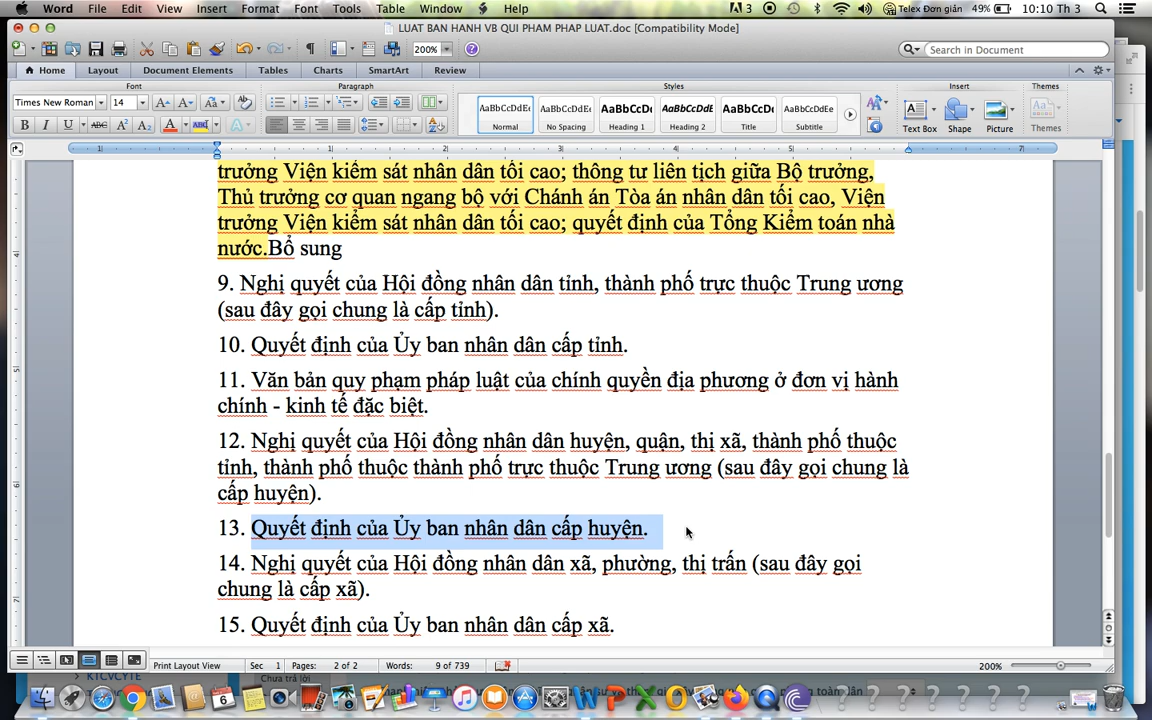 Word File Edit View Insert Format Font Tools Table Window Help 3 Telex Đơn giản 49% 10:10 Th 3
LUAT BAN HANH VB QUI PHAM PHAP LUAT.doc [Compatibility Mode]
200% Search in Document
Home Layout Document Elements Tables Charts SmartArt Review
Font Paragraph Styles Insert Themes
Times New Roman 14 AaBbCcDdEe AaBbCcDdEe AaBbCcDc AaBbCcDdE AaBbCcDc AaBbCcDdEe
Normal No Spacing Heading 1 Heading 2 Title Subtitle Text Box Shape Picture Themes
trưởng Viện kiểm sát nhân dân tối cao; thông tư liên tịch giữa Bộ trưởng,
Thủ trưởng cơ quan ngang bộ với Chánh án Tòa án nhân dân tối cao, Viện
trưởng Viện kiểm sát nhân dân tối cao; quyết định của Tổng Kiểm toán nhà
nước.Bổ sung
9. Nghị quyết của Hội đồng nhân dân tỉnh, thành phố trực thuộc Trung ương
(sau đây gọi chung là cấp tỉnh).
10. Quyết định của Ủy ban nhân dân cấp tỉnh.
11. Văn bản quy phạm pháp luật của chính quyền địa phương ở đơn vị hành
chính - kinh tế đặc biệt.
12. Nghị quyết của Hội đồng nhân dân huyện, quận, thị xã, thành phố thuộc
tỉnh, thành phố thuộc thành phố trực thuộc Trung ương (sau đây gọi chung là
cấp huyện).
13. Quyết định của Ủy ban nhân dân cấp huyện.
14. Nghị quyết của Hội đồng nhân dân xã, phường, thị trấn (sau đây gọi
chung là cấp xã).
15. Quyết định của Ủy ban nhân dân cấp xã.
Print Layout View Sec 1 Pages: 2 of 2 Words: 9 of 739 200%
KTCVCYTE Chưa trả lời